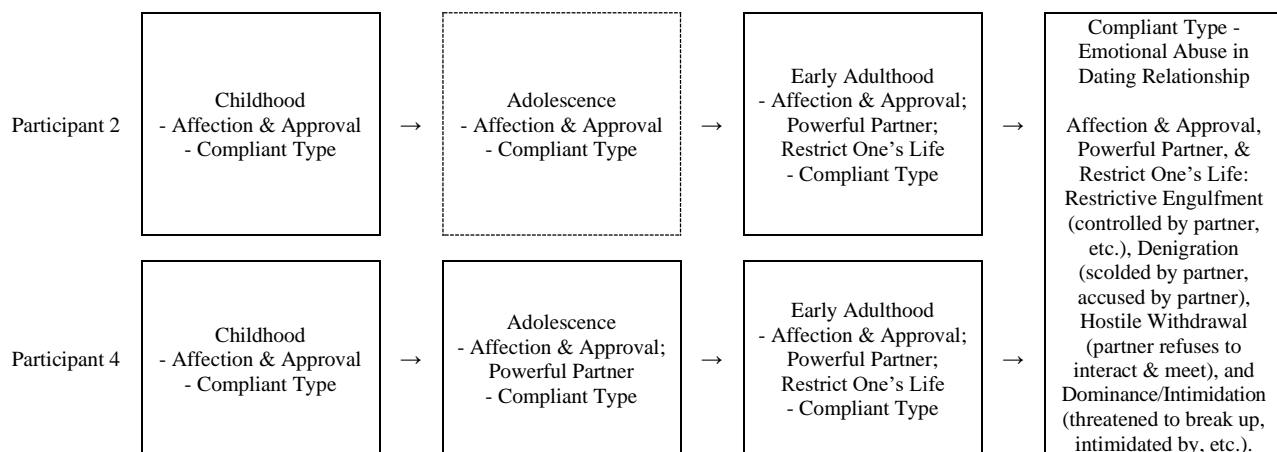 Participant 2
Childhood
- Affection & Approval
- Compliant Type
→
Adolescence
- Affection & Approval
- Compliant Type
→
Early Adulthood
- Affection & Approval;
Powerful Partner;
Restrict One's Life
- Compliant Type
→
Participant 4
Childhood
- Affection & Approval
- Compliant Type
→
Adolescence
- Affection & Approval;
Powerful Partner
- Compliant Type
→
Early Adulthood
- Affection & Approval;
Powerful Partner;
Restrict One's Life
- Compliant Type
→
Compliant Type -
Emotional Abuse in
Dating Relationship
Affection & Approval,
Powerful Partner, &
Restrict One's Life:
Restrictive Engulfment
(controlled by partner,
etc.), Denigration
(scolded by partner,
accused by partner),
Hostile Withdrawal
(partner refuses to
interact & meet), and
Dominance/Intimidation
(threatened to break up,
intimidated by, etc.).